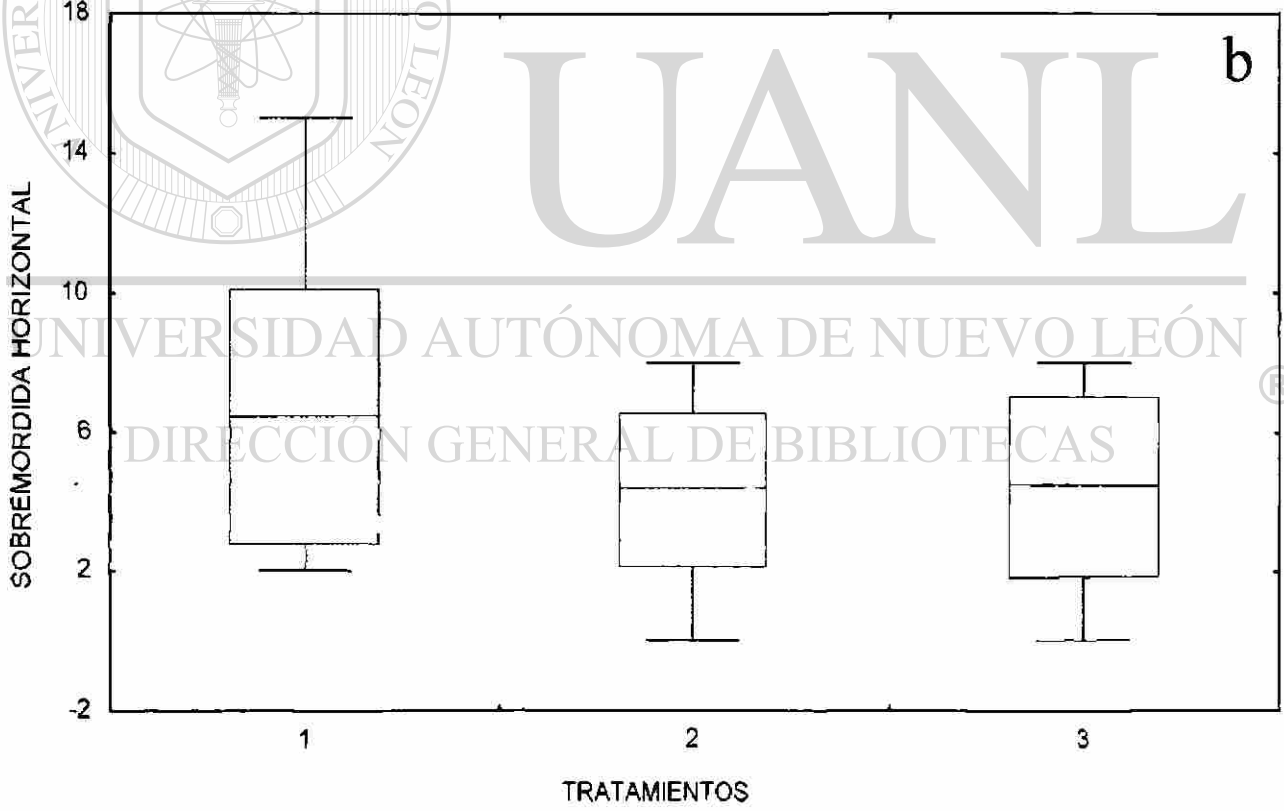 18
b
UANL
14
SOBREMORDIDA HORIZONTAL
10
UNIVERSIDAD AUTÓNOMA DE NUEVO LEÓN
®
6
DIRECCIÓN GENERAL DE BIBLIOTECAS
2
-2
1 2 3
TRATAMIENTOS